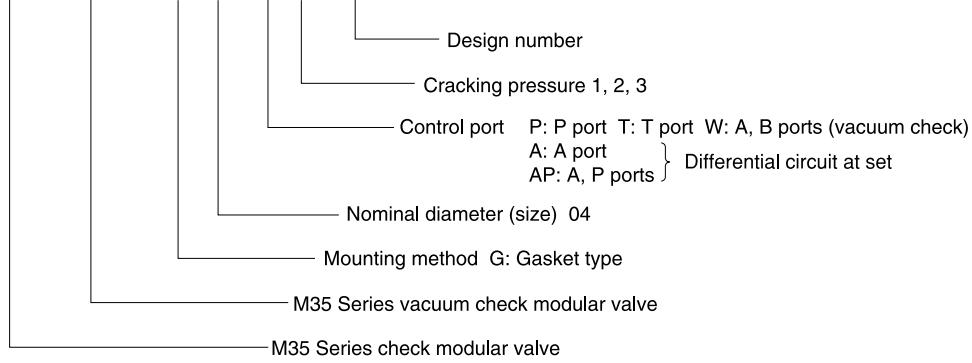 Design number
Cracking pressure 1, 2, 3
Control port P: P port T: T port W: A, B ports (vacuum check)
A: A port
Differential circuit at set
AP: A, P ports
Nominal diameter (size) 04
Mounting method G: Gasket type
M35 Series vacuum check modular valve
M35 Series check modular valve